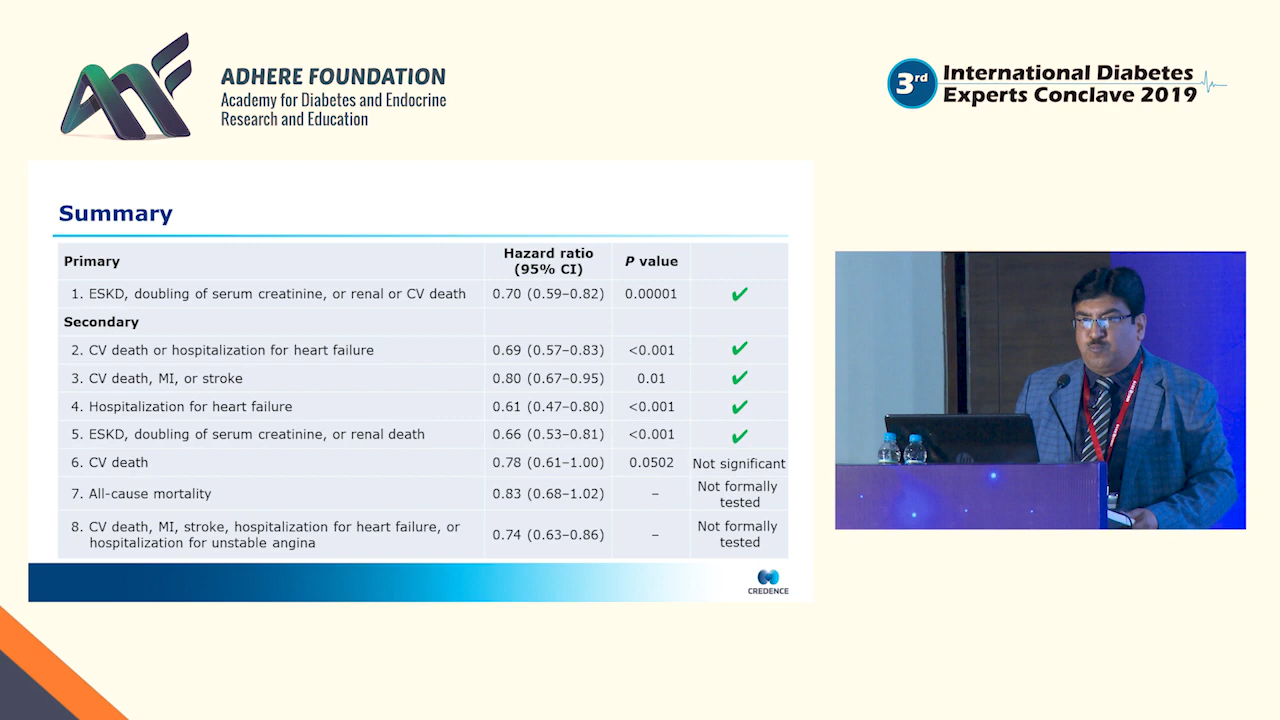 ADHERE FOUNDATION
Academy for Diabetes and Endocrine
Research and Education
3rd International Diabetes
Experts Conclave 2019
Summary
Primary Hazard ratio (95% CI) P value
1. ESKD, doubling of serum creatinine, or renal or CV death 0.70 (0.59–0.82) 0.00001 ✔
Secondary
2. CV death or hospitalization for heart failure 0.69 (0.57–0.83) <0.001 ✔
3. CV death, MI, or stroke 0.80 (0.67–0.95) 0.01 ✔
4. Hospitalization for heart failure 0.61 (0.47–0.80) <0.001 ✔
5. ESKD, doubling of serum creatinine, or renal death 0.66 (0.53–0.81) <0.001 ✔
6. CV death 0.78 (0.61–1.00) 0.0502 Not significant
7. All-cause mortality 0.83 (0.68–1.02) – Not formally tested
8. CV death, MI, stroke, hospitalization for heart failure, or hospitalization for unstable angina 0.74 (0.63–0.86) – Not formally tested
CREDENCE